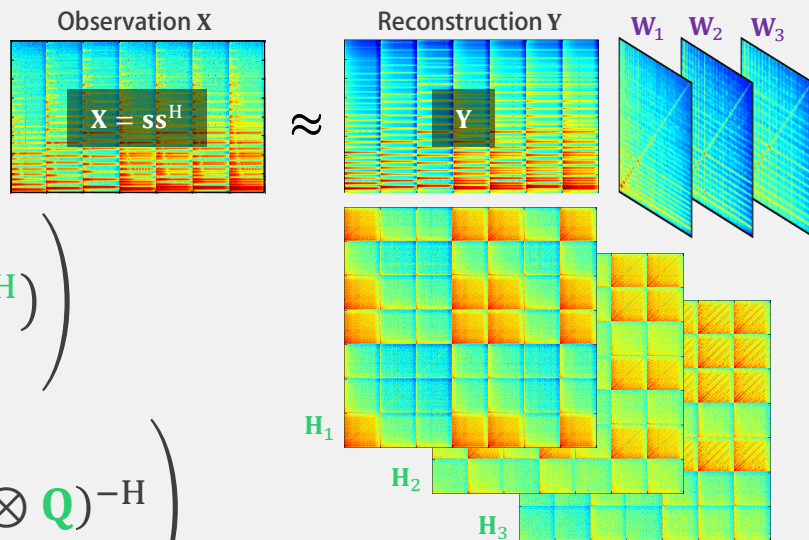 Observation X
Reconstruction Y
W₁
W₂
W₃
X = ssᴴ
≈
Y
H)
)
H₁
H₂
⊗ Q)⁻ᴴ
)
H₃